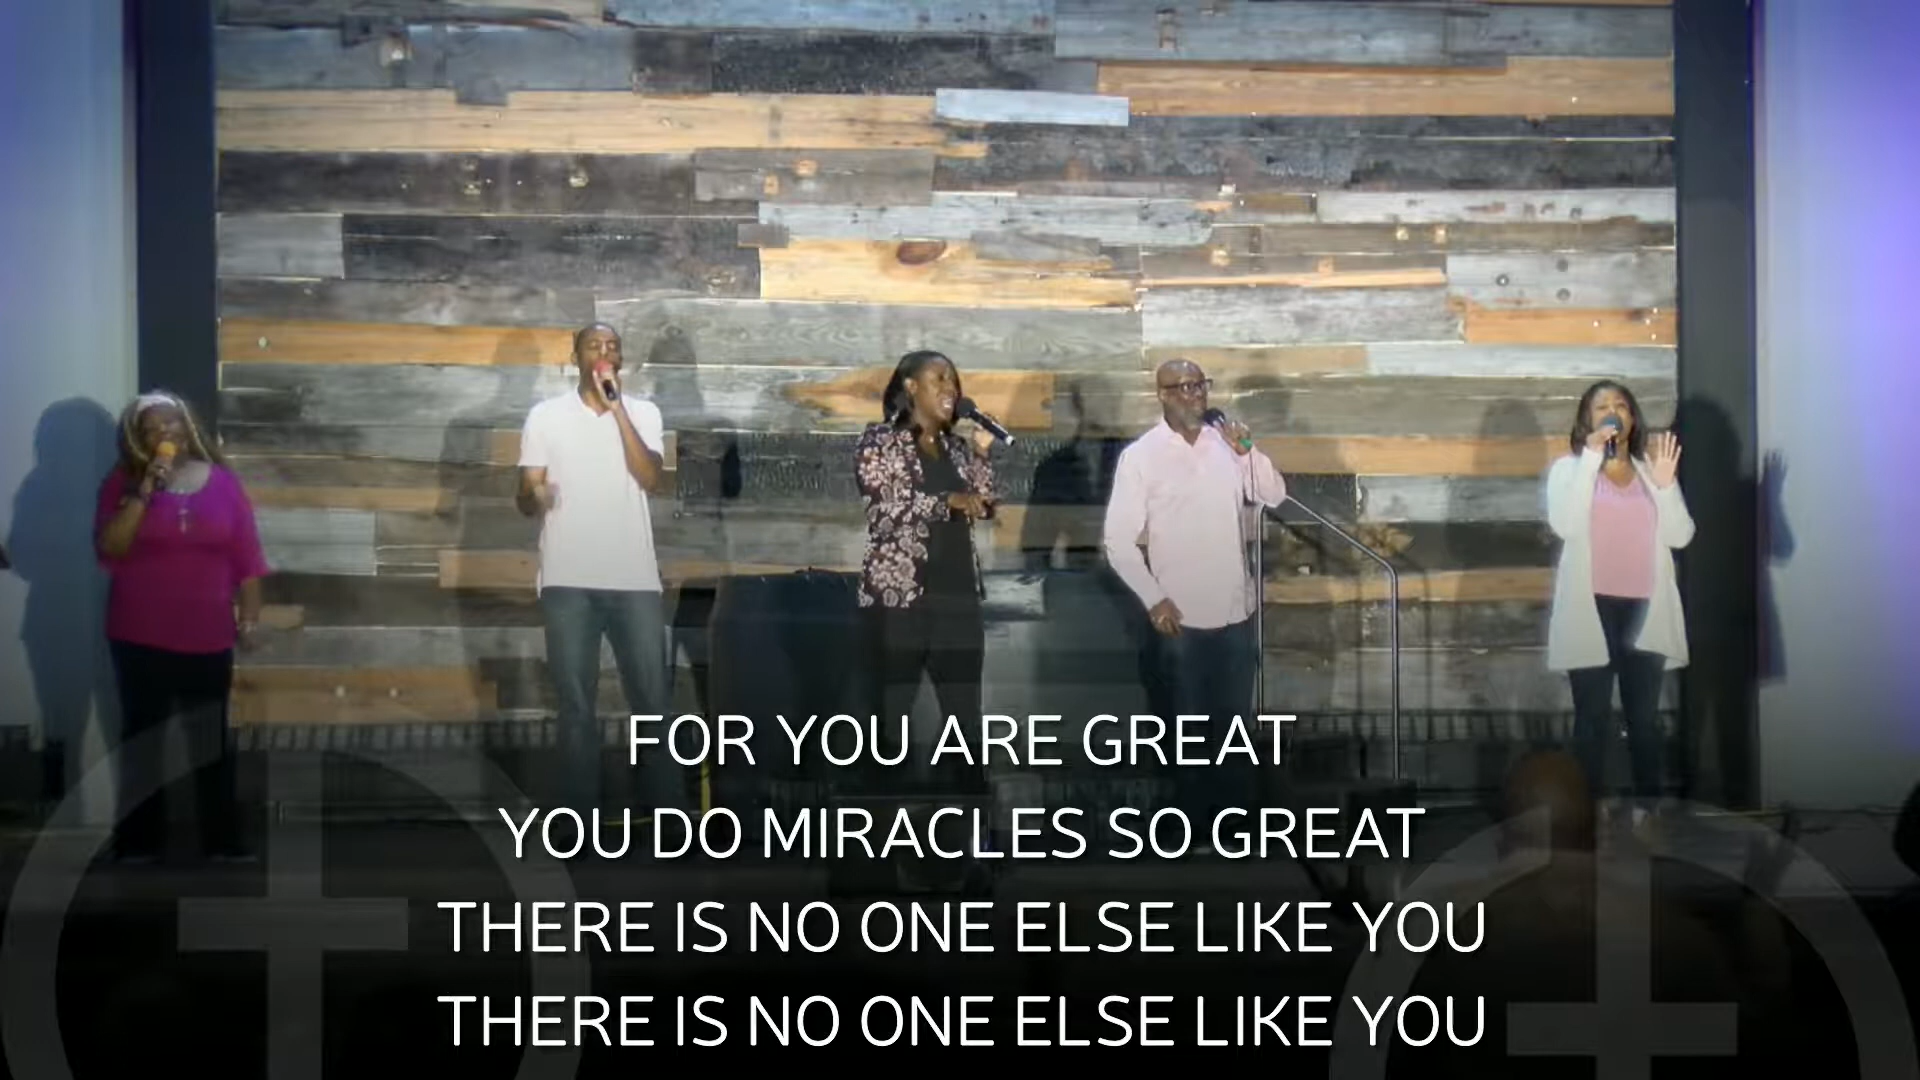 FOR YOU ARE GREAT
YOU DO MIRACLES SO GREAT
THERE IS NO ONE ELSE LIKE YOU
THERE IS NO ONE ELSE LIKE YOU